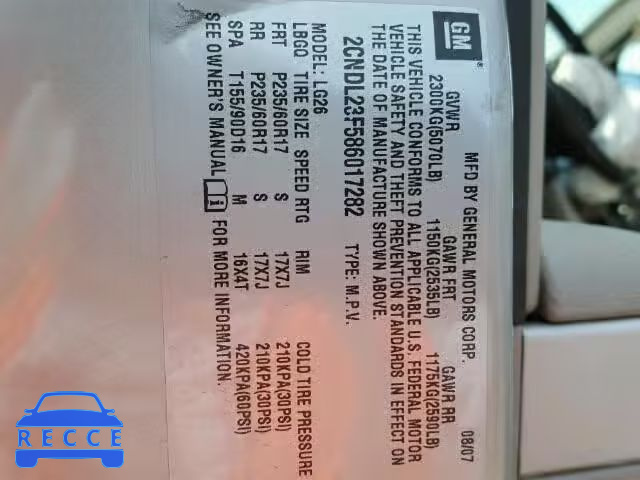 GM
MFD BY GENERAL MOTORS CORP. 08/07
GVWR GAWR FRT GAWR RR
2300KG(5070LB) 1150KG(2535LB) 1175KG(2590LB)
THIS VEHICLE CONFORMS TO ALL APPLICABLE U.S. FEDERAL MOTOR
VEHICLE SAFETY AND THEFT PREVENTION STANDARDS IN EFFECT ON
THE DATE OF MANUFACTURE SHOWN ABOVE.
2CNDL23F586017282 TYPE: M.P.V.
MODEL: LG26
LBGQ TIRE SIZE SPEED RTG RIM COLD TIRE PRESSURE
FRT P235/60R17 S 17X7J 210KPA(30PSI)
RR P235/60R17 S 17X7J 210KPA(30PSI)
SPA T155/90D16 M 16X4T 420KPA(60PSI)
SEE OWNER'S MANUAL i FOR MORE INFORMATION.
RECCE